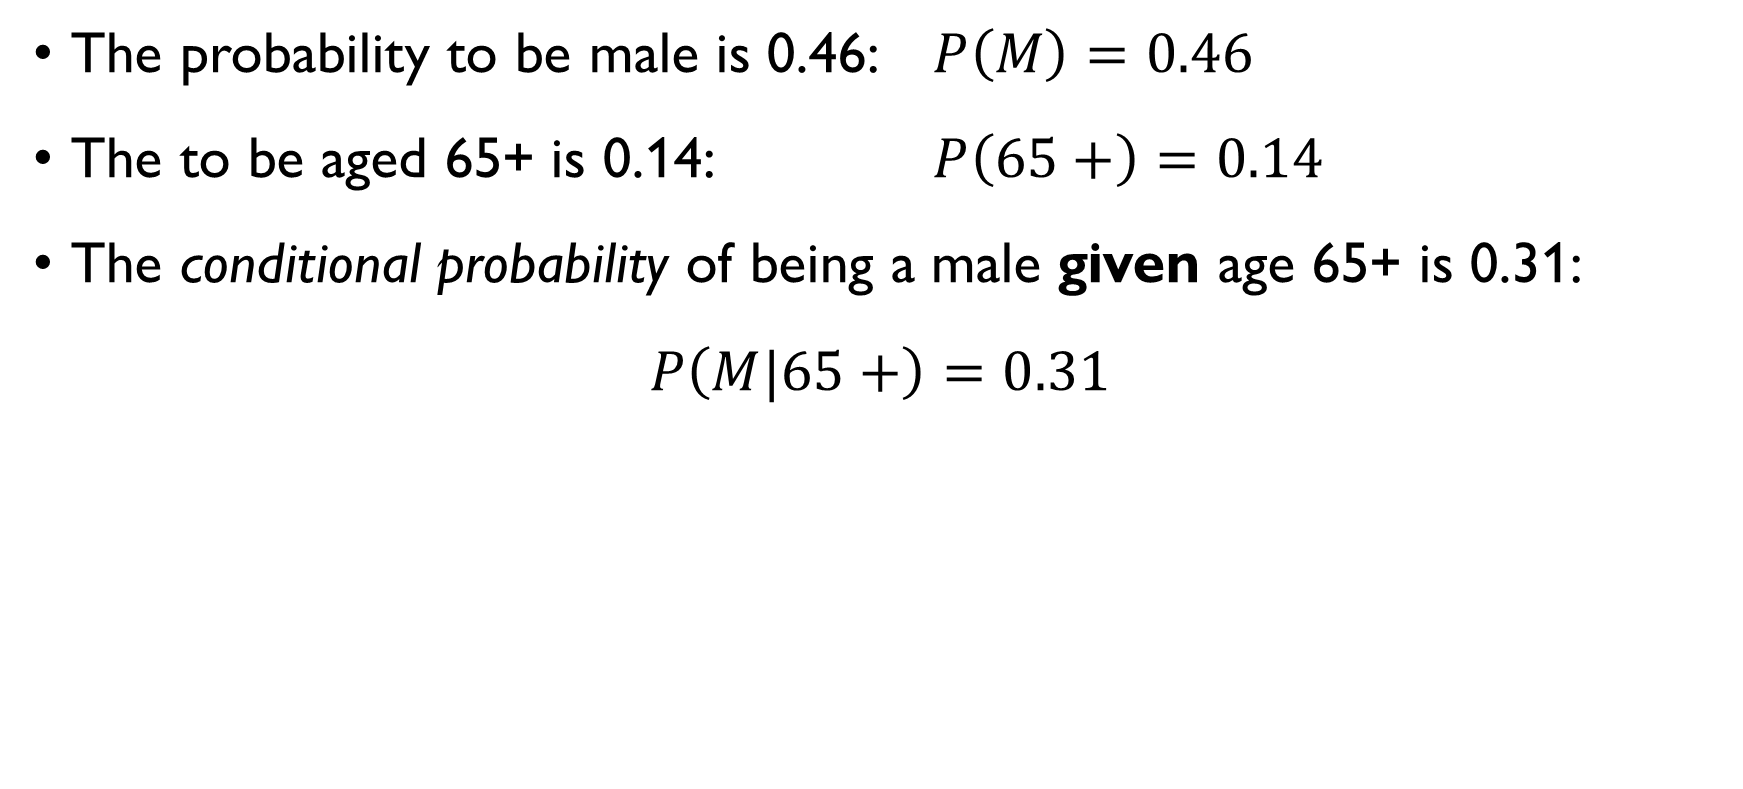 • The probability to be male is 0.46: P(M) = 0.46
• The to be aged 65+ is 0.14: P(65 +) = 0.14
• The conditional probability of being a male given age 65+ is 0.31:
P(M|65 +) = 0.31